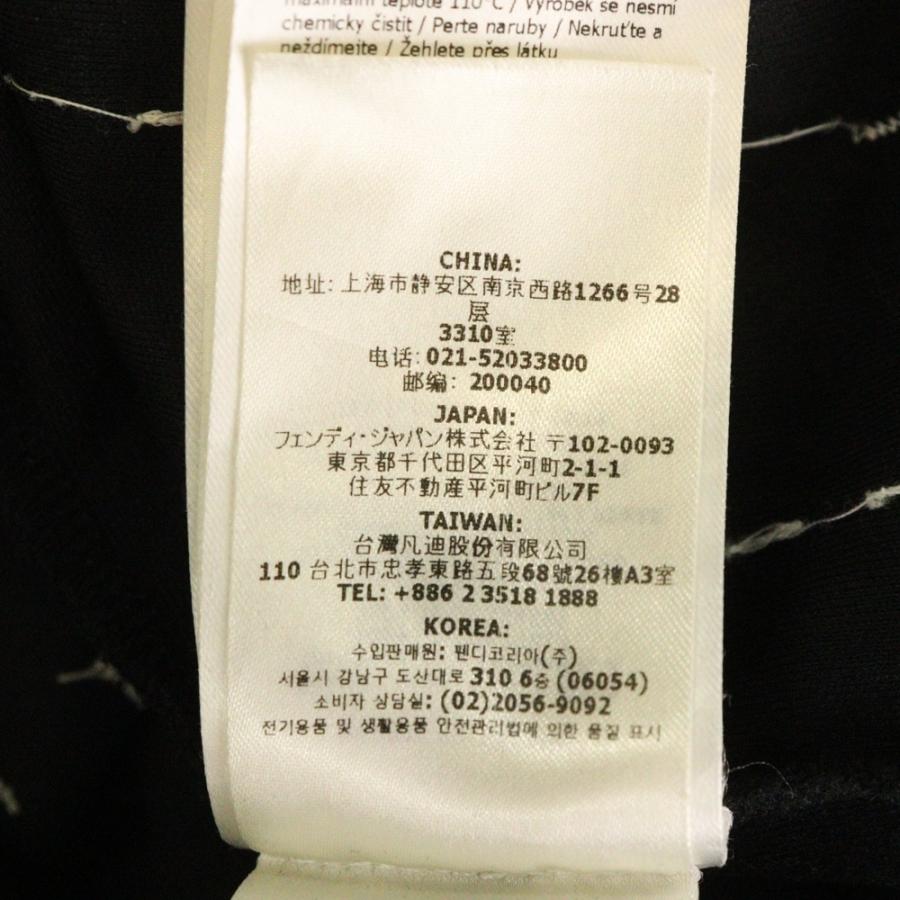 maximální teplotě 110°C / Výrobek se nesmí
chemicky čistit / Perte naruby / Nekruťte a
neždímejte / Žehlete přes látku
CHINA:
地址: 上海市静安区南京西路1266号28
层
3310室
电话: 021-52033800
邮编: 200040
JAPAN:
フェンディ・ジャパン株式会社 〒102-0093
東京都千代田区平河町2-1-1
住友不動産平河町ビル7F
TAIWAN:
台灣凡迪股份有限公司
110 台北市忠孝東路五段68號26樓A3室
TEL: +886 2 3518 1888
KOREA:
수입판매원: 펜디코리아(주)
서울시 강남구 도산대로 310 6층 (06054)
소비자 상담실: (02)2056-9092
전기용품 및 생활용품 안전관리법에 의한 품질 표시